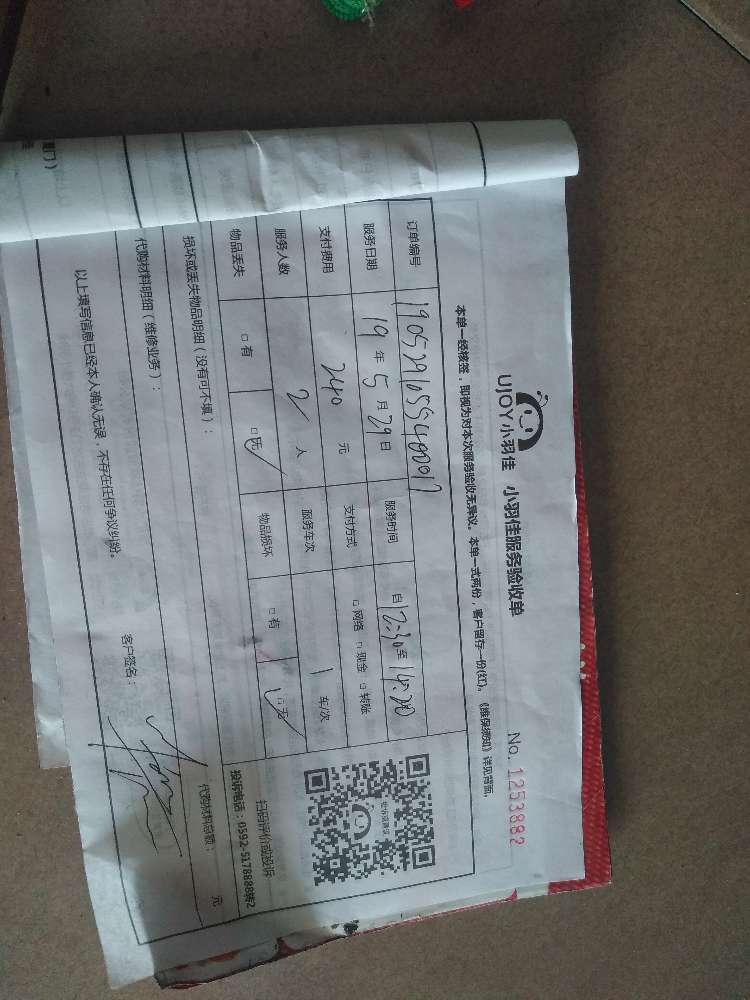 UJOY小羽佳 小羽佳服务验收单 No. 1253882
本单一经核签，即视为对本次服务验收无异议。本单一式两份，客户留存一份(红)。《维保须知》详见背面。
订单编号 1905291055400017
服务日期 19 年 5 月 29 日 服务时间 自 12:30 至 14:20
支付费用 240 元 支付方式 □ 网络 □ 现金 □ 转账
服务人数 2 人 服务车次 1 车/次
物品丢失 □ 有 □ 无 ✓ 物品损坏 □ 有 □ 无 ✓
扫码评价或投诉
投诉电话：0592-5178888转2
损坏或丢失物品明细（没有可不填）：
代购材料明细（维修业务）：
代购材料总额： 元
以上填写信息已经本人确认无误，不存在任何争议纠纷。
客户签名：